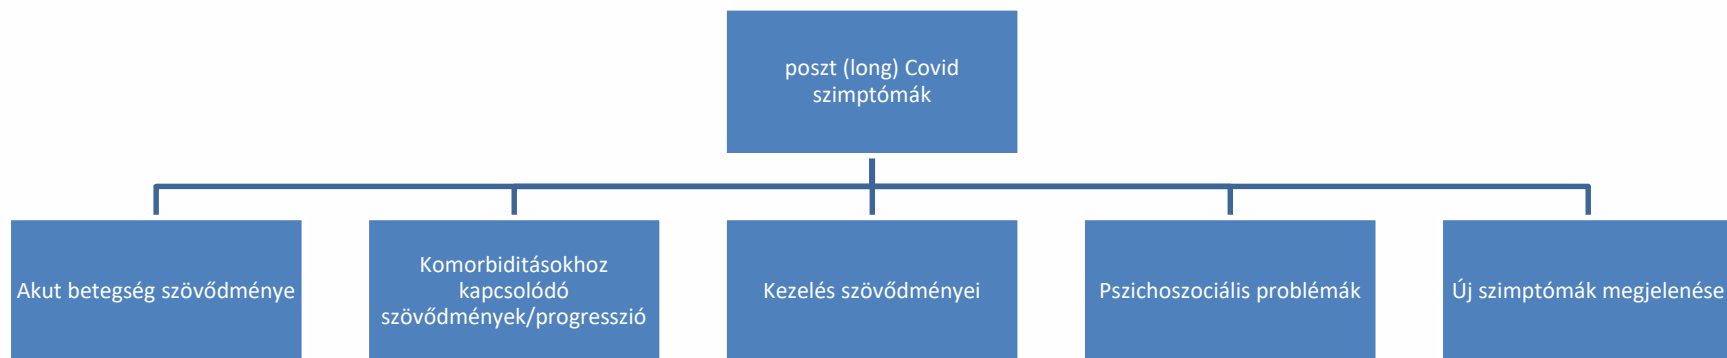 poszt (long) Covid
szimptómák
Akut betegség szövődménye
Komorbiditásokhoz
kapcsolódó
szövődmények/progresszió
Kezelés szövődményei
Pszichoszociális problémák
Új szimptómák megjelenése